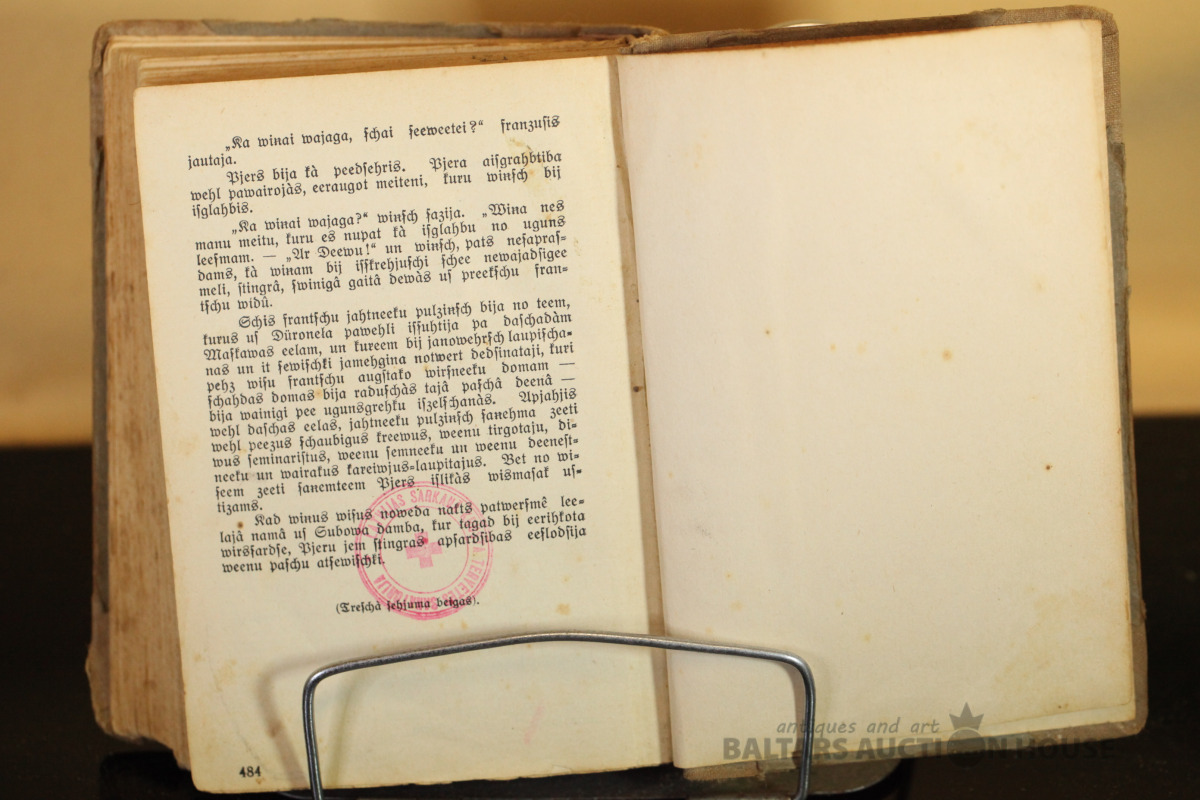 „Ka winai wajaga, ſchai ſeeweetei?“ franzuſis
jautaja.
Pjers bija kà peedſehris. Pjera aiſgrahbtiba
wehl pawairojàs, eeraugot meiteni, kuru winſch bij
iſglahbis.
„Ka winai wajaga?“ winſch ſazija. „Wina nes
manu meitu, kuru es nupat kà iſglahbu no uguns
leeſmam. — „Ar Deewu!“ un winſch, pats neſapraſ-
dams, kà winam bij iſſkrehjuſchi ſchee newajadſigee
meli, ſtingrâ, ſwinigâ gaitâ dewàs uſ preekſchu fran-
tſchu widû.
Schis frantſchu jahtneeku pulzinſch bija no teem,
kurus uſ Düronela pawehli iſſuhtija pa daſchadàm
Maſkawas eelam, un kureem bij janowehrſch laupiſcha-
nas un it ſewiſchki jamehgina notwert dedſinataji, kuri
pehz wiſu frantſchu augſtako wirſneeku domam —
ſchahdas domas bija raduſchàs tajâ paſchâ deenâ —
bija wainigi pee ugunsgrehku iſzelſchanàs. Apjahjis
wehl daſchas eelas, jahtneeku pulzinſch ſanehma zeeti
wehl peezus ſchaubigus kreewus, weenu tirgotaju, di-
wus ſeminariſtus, weenu ſemneeku un weenu deeneſt-
neeku un wairakus kareiwjus-laupitajus. Bet no wi-
ſeem zeeti ſanemteem Pjers iſlikàs wismaſak uſ-
tizams.
Kad winus wiſus noweda nakts patwerſmê lee-
lajâ namâ uſ Subowa damba, kur tagad bij eerihkota
wirsſardſe, Pjeru jem ſtingras apſardſibas eeſlodſija
weenu paſchu atſewiſchki.
(Treſchà ſehjuma beigas).
484
antiques and art
BALTARS AUCTION HOUSE